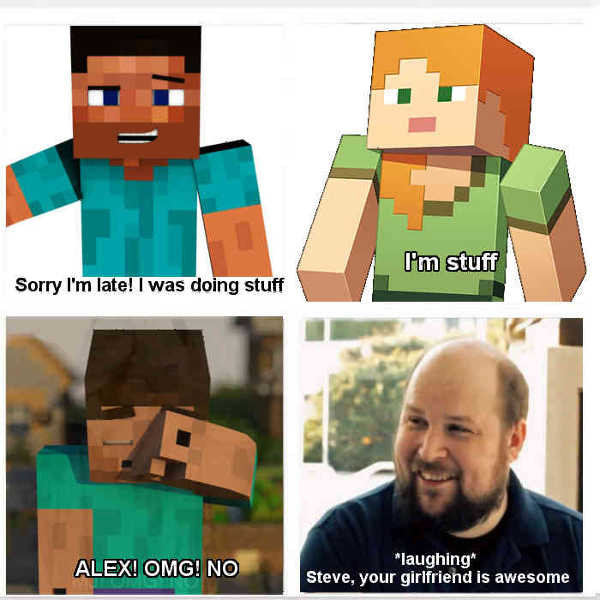 Sorry I'm late! I was doing stuff
I'm stuff
ALEX! OMG! NO
*laughing*
Steve, your girlfriend is awesome